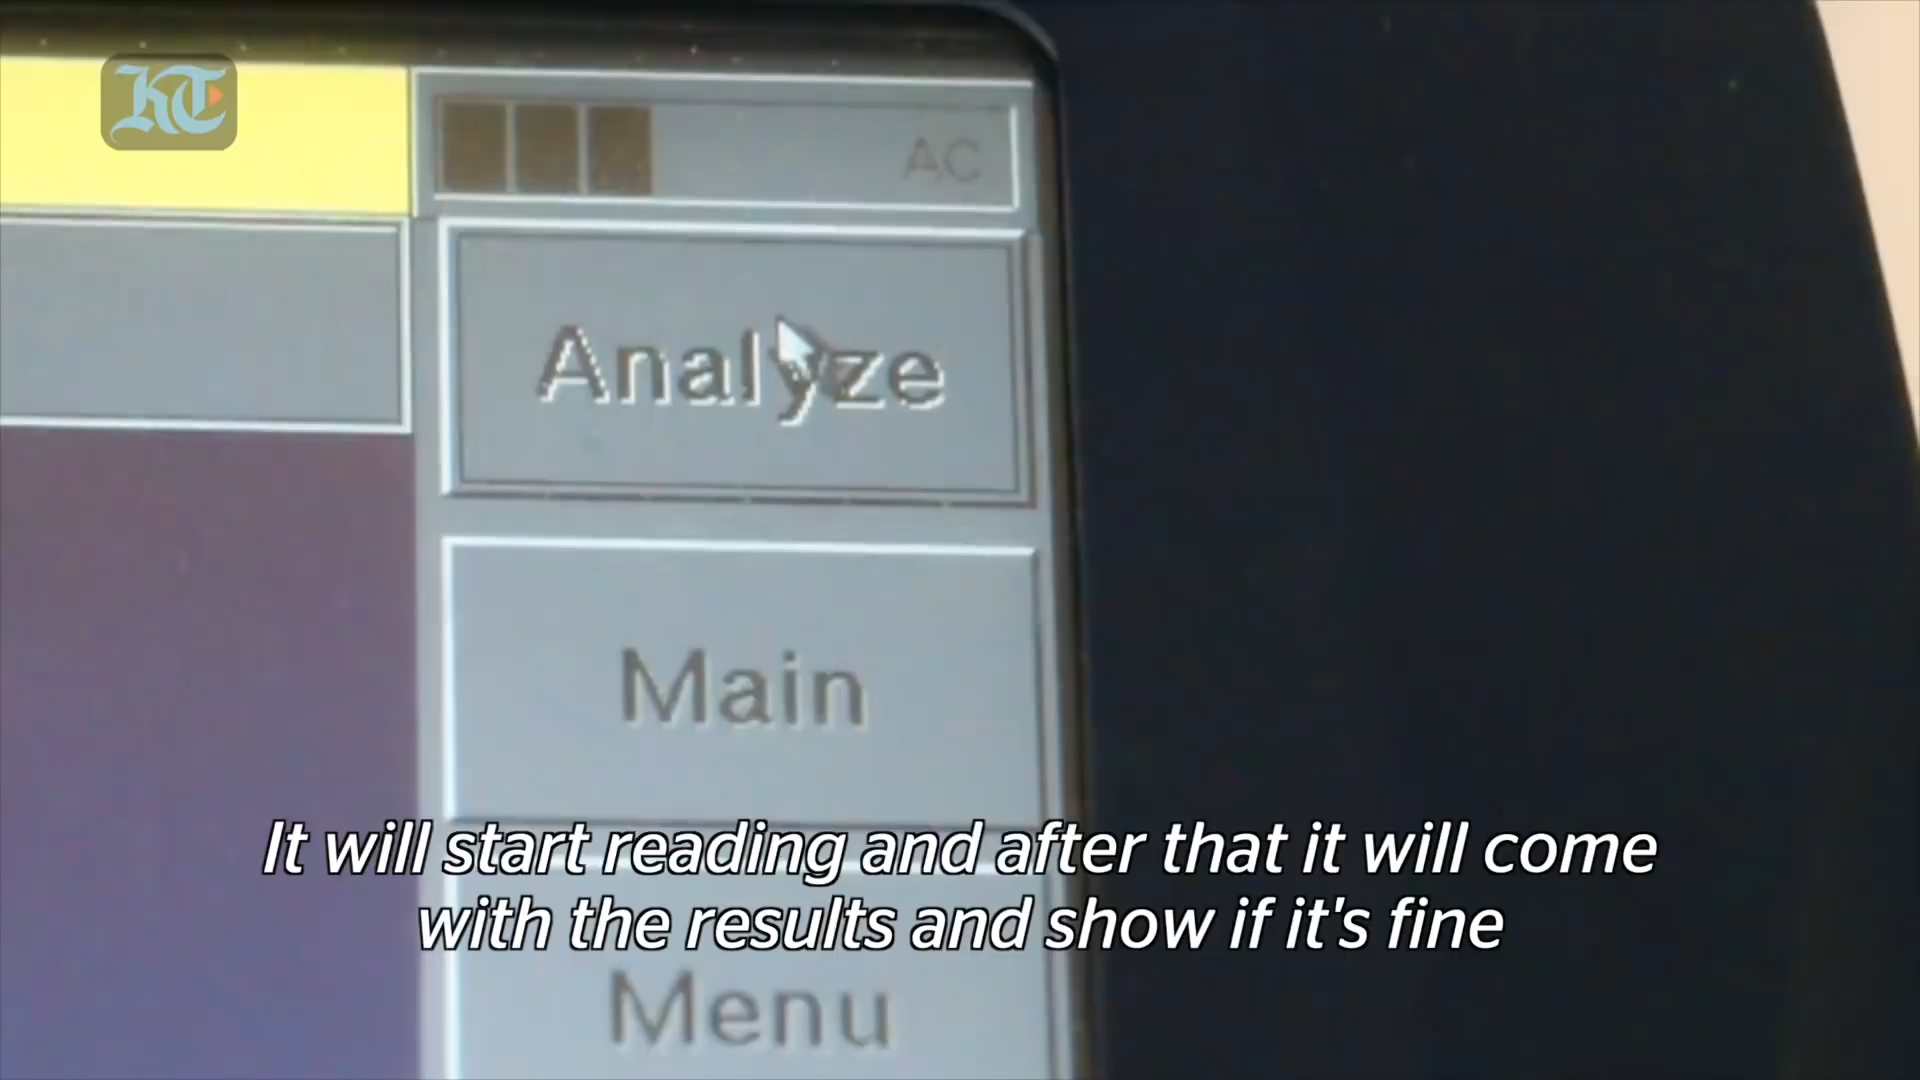 KT
AC
Analyze
Main
It will start reading and after that it will come
with the results and show if it's fine
Menu